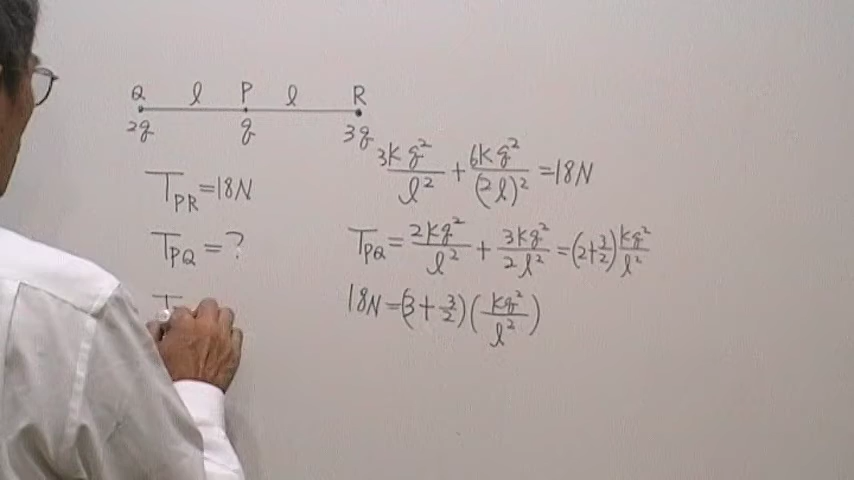 Q l P l R
2q q 3q
3kq²/l² + 6kq²/(2l)² = 18N
T_PR = 18N
T_PQ = ?
T_PQ = 2kq²/l² + 3kq²/2l² = (2+3/2) kq²/l²
T
18N = (3+3/2)(kq²/l²)